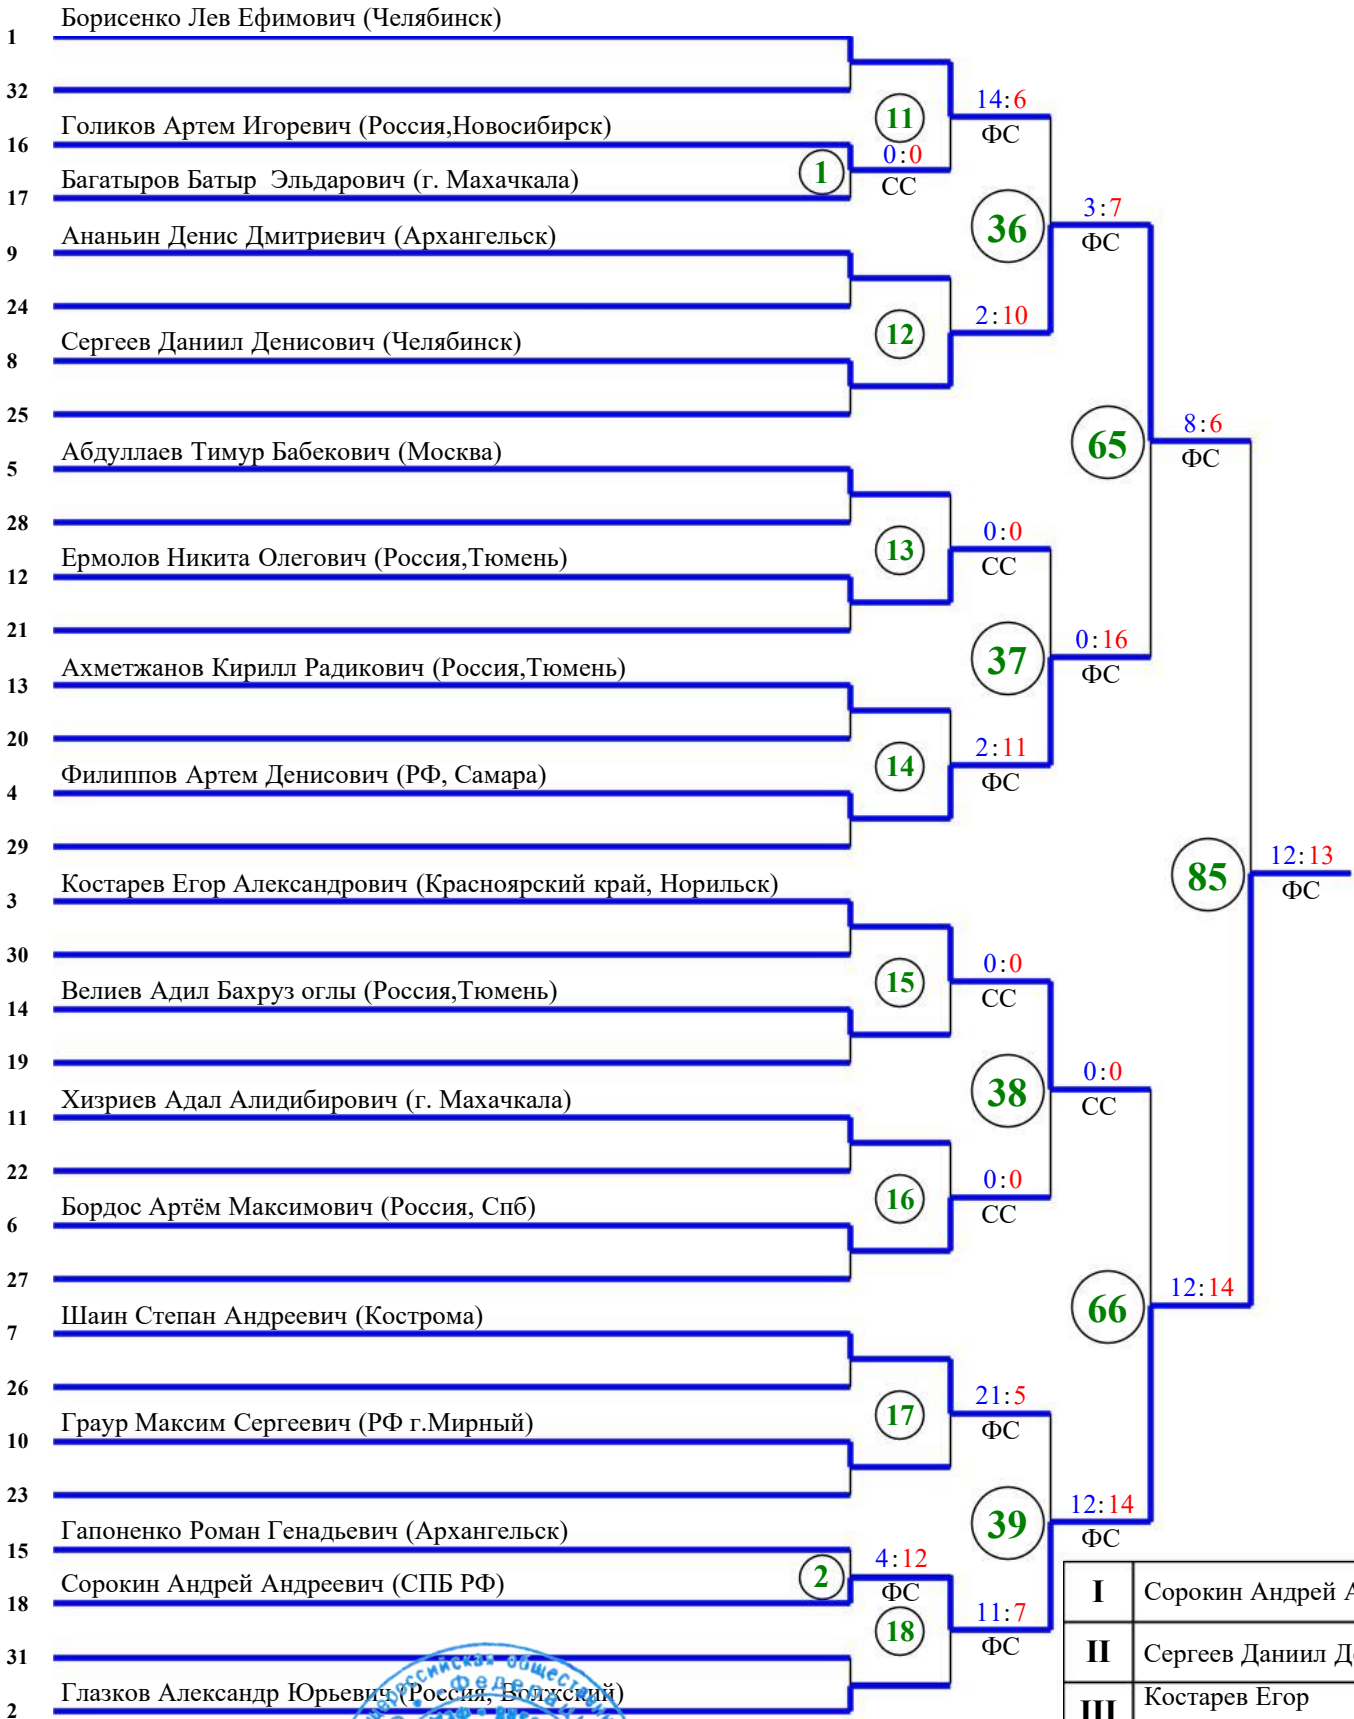 Борисенко Лев Ефимович (Челябинск)
1
32
Голиков Артем Игоревич (Россия,Новосибирск)
16
11
14:6
ФС
0:0
СС
1
Багатыров Батыр Эльдарович (г. Махачкала)
17
Ананьин Денис Дмитриевич (Архангельск)
9
36
3:7
ФС
24
12
2:10
Сергеев Даниил Денисович (Челябинск)
8
25
65
8:6
ФС
Абдуллаев Тимур Бабекович (Москва)
5
28
13
0:0
СС
Ермолов Никита Олегович (Россия,Тюмень)
12
21
37
0:16
ФС
Ахметжанов Кирилл Радикович (Россия,Тюмень)
13
20
14
2:11
ФС
Филиппов Артем Денисович (РФ, Самара)
4
29
85
12:13
ФС
Костарев Егор Александрович (Красноярский край, Норильск)
3
30
15
0:0
СС
Велиев Адил Бахруз оглы (Россия,Тюмень)
14
19
38
0:0
СС
Хизриев Адал Алидибирович (г. Махачкала)
11
22
16
0:0
СС
Бордос Артём Максимович (Россия, Спб)
6
27
66
12:14
Шаин Степан Андреевич (Кострома)
7
26
17
21:5
ФС
Граур Максим Сергеевич (РФ г.Мирный)
10
23
39
12:14
ФС
Гапоненко Роман Генадьевич (Архангельск)
15
2
4:12
ФС
Сорокин Андрей Андреевич (СПБ РФ)
18
18
11:7
ФС
31
Глазков Александр Юрьевич (Россия, Волжский)
2
I Сорокин Андрей А
II Сергеев Даниил Д
III Костарев Егор